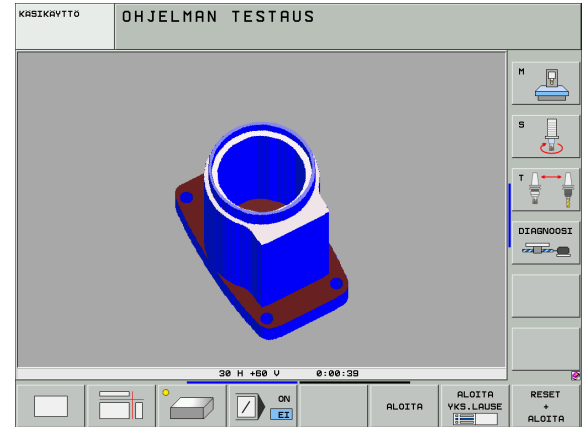 KÄSIKÄYTTÖ
OHJELMAN TESTAUS
M
S
T
DIAGNOOSI
30 H +60 V 0:00:39
ON
EI
ALOITA
ALOITA
YKS.LAUSE
RESET
+
ALOITA